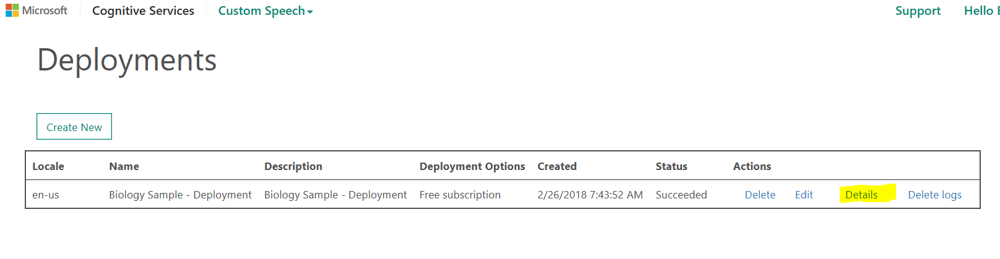 Microsoft Cognitive Services Custom Speech Support Hello
Deployments
Create New
Locale Name Description Deployment Options Created Status Actions
en-us Biology Sample - Deployment Biology Sample - Deployment Free subscription 2/26/2018 7:43:52 AM Succeeded Delete Edit Details Delete logs